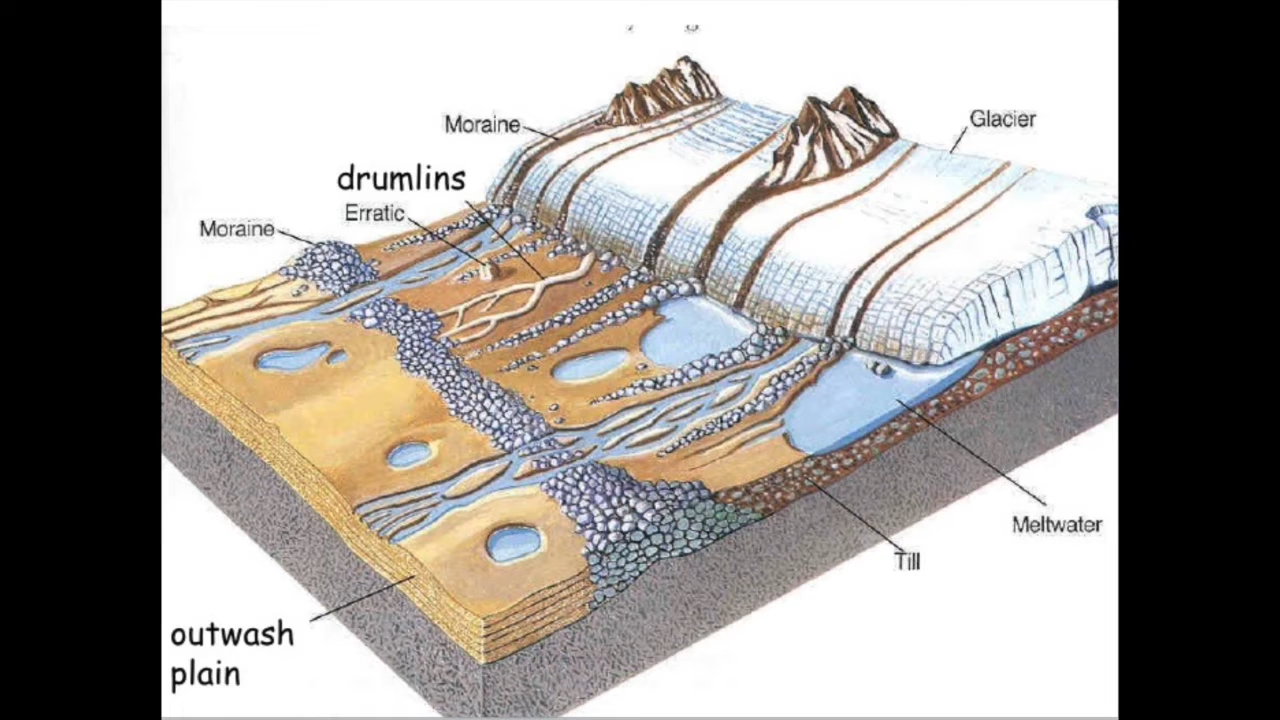 Moraine
Glacier
drumlins
Erratic
Moraine
Meltwater
Till
outwash
plain